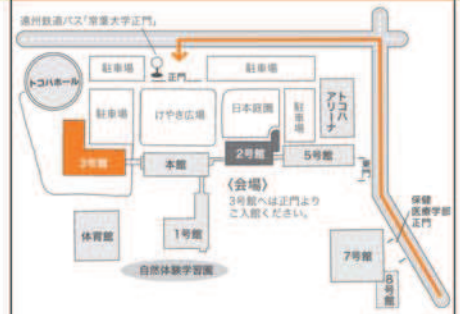 遠州鉄道バス「常葉大学正門」
駐車場
正門
駐車場
トコハホール
駐車場
けやき広場
日本庭園
駐車場
トコハアリーナ
3号館
本館
2号館
5号館
東門
〈会場〉
3号館へは正門より
ご入館ください。
保健
医療学部
正門
体育館
1号館
7号館
8号館
自然体験学習園